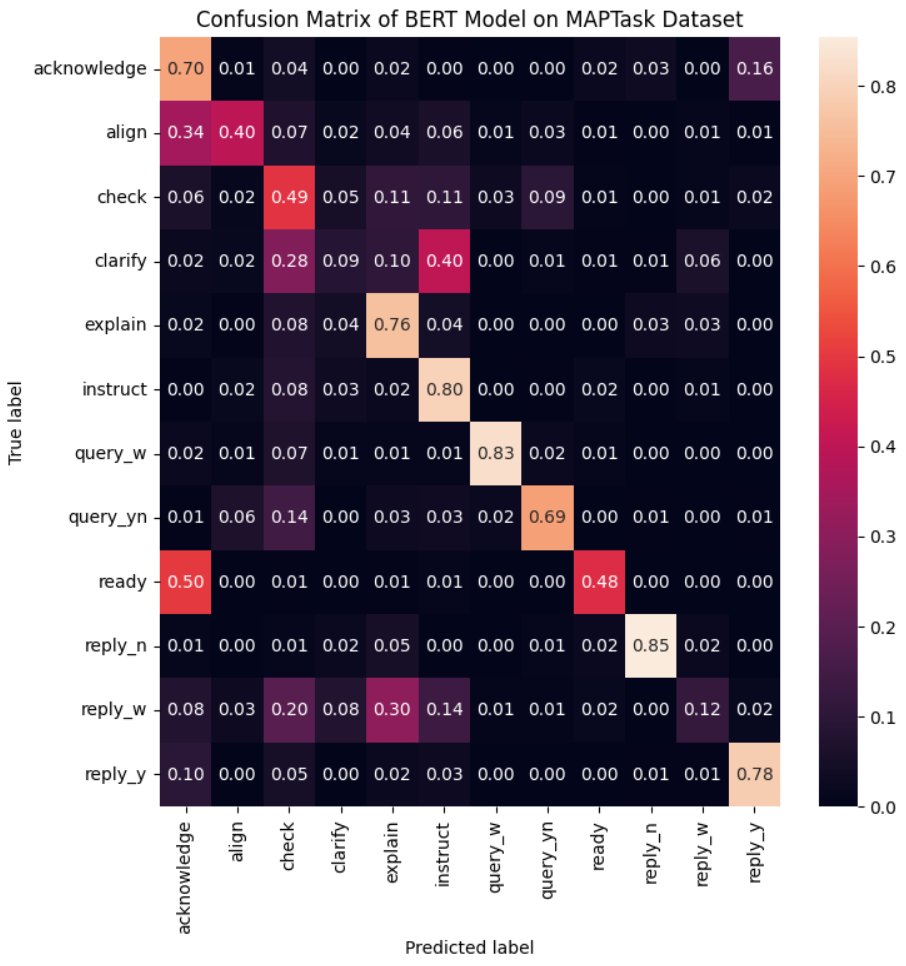 Confusion Matrix of BERT Model on MAPTask Dataset
acknowledge 0.70 0.01 0.04 0.00 0.02 0.00 0.00 0.00 0.02 0.03 0.00 0.16
align 0.34 0.40 0.07 0.02 0.04 0.06 0.01 0.03 0.01 0.00 0.01 0.01
check 0.06 0.02 0.49 0.05 0.11 0.11 0.03 0.09 0.01 0.00 0.01 0.02
clarify 0.02 0.02 0.28 0.09 0.10 0.40 0.00 0.01 0.01 0.01 0.06 0.00
explain 0.02 0.00 0.08 0.04 0.76 0.04 0.00 0.00 0.00 0.03 0.03 0.00
instruct 0.00 0.02 0.08 0.03 0.02 0.80 0.00 0.00 0.02 0.00 0.01 0.00
query_w 0.02 0.01 0.07 0.01 0.01 0.01 0.83 0.02 0.01 0.00 0.00 0.00
query_yn 0.01 0.06 0.14 0.00 0.03 0.03 0.02 0.69 0.00 0.01 0.00 0.01
ready 0.50 0.00 0.01 0.00 0.01 0.01 0.00 0.00 0.48 0.00 0.00 0.00
reply_n 0.01 0.00 0.01 0.02 0.05 0.00 0.00 0.01 0.02 0.85 0.02 0.00
reply_w 0.08 0.03 0.20 0.08 0.30 0.14 0.01 0.01 0.02 0.00 0.12 0.02
reply_y 0.10 0.00 0.05 0.00 0.02 0.03 0.00 0.00 0.00 0.01 0.01 0.78
True label
acknowledge
align
check
clarify
explain
instruct
query_w
query_yn
ready
reply_n
reply_w
reply_y
Predicted label
0.8
0.7
0.6
0.5
0.4
0.3
0.2
0.1
0.0